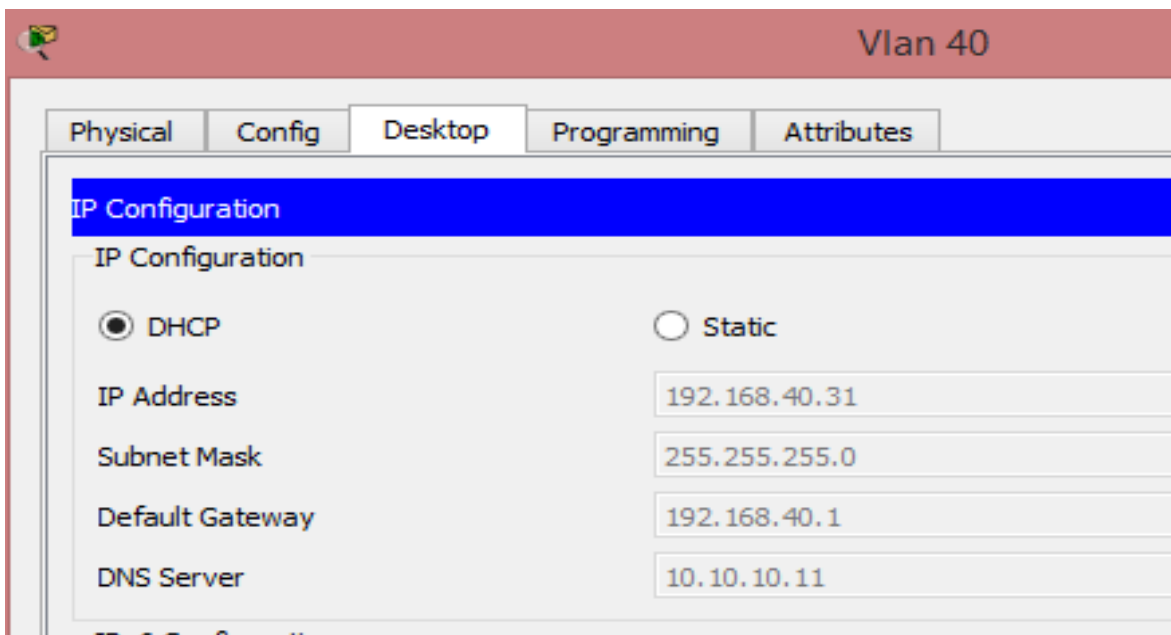 Vlan 40
Physical Config Desktop Programming Attributes
IP Configuration
IP Configuration
DHCP Static
IP Address 192.168.40.31
Subnet Mask 255.255.255.0
Default Gateway 192.168.40.1
DNS Server 10.10.10.11